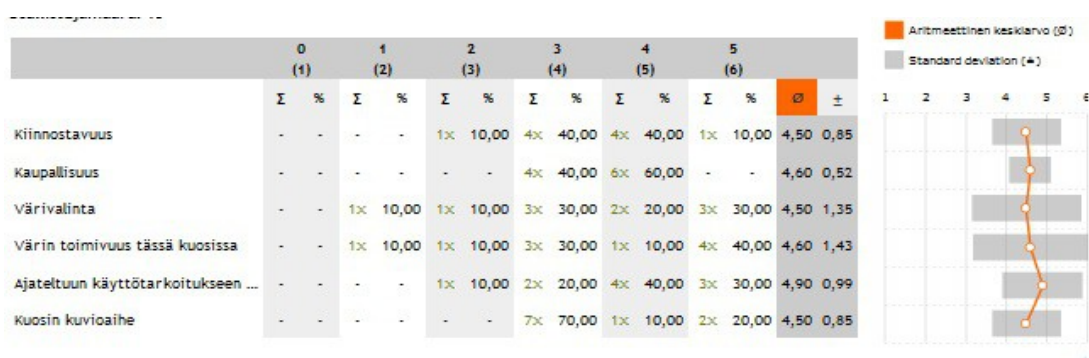 Aritmeettinen keskiarvo (Ø)
Standard deviation (±)
0 1 2 3 4 5
(1) (2) (3) (4) (5) (6)
Σ % Σ % Σ % Σ % Σ % Σ % Ø ±
1 2 3 4 5 6
Kiinnostavuus - - - - 1x 10,00 4x 40,00 4x 40,00 1x 10,00 4,50 0,85
Kaupallisuus - - - - - - 4x 40,00 6x 60,00 - - 4,60 0,52
Värivalinta - - 1x 10,00 1x 10,00 3x 30,00 2x 20,00 3x 30,00 4,50 1,35
Värin toimivuus tässä kuosissa - - 1x 10,00 1x 10,00 3x 30,00 1x 10,00 4x 40,00 4,60 1,43
Ajateltuun käyttötarkoitukseen ... - - - - 1x 10,00 2x 20,00 4x 40,00 3x 30,00 4,90 0,99
Kuosin kuvioaihe - - - - - - 7x 70,00 1x 10,00 2x 20,00 4,50 0,85